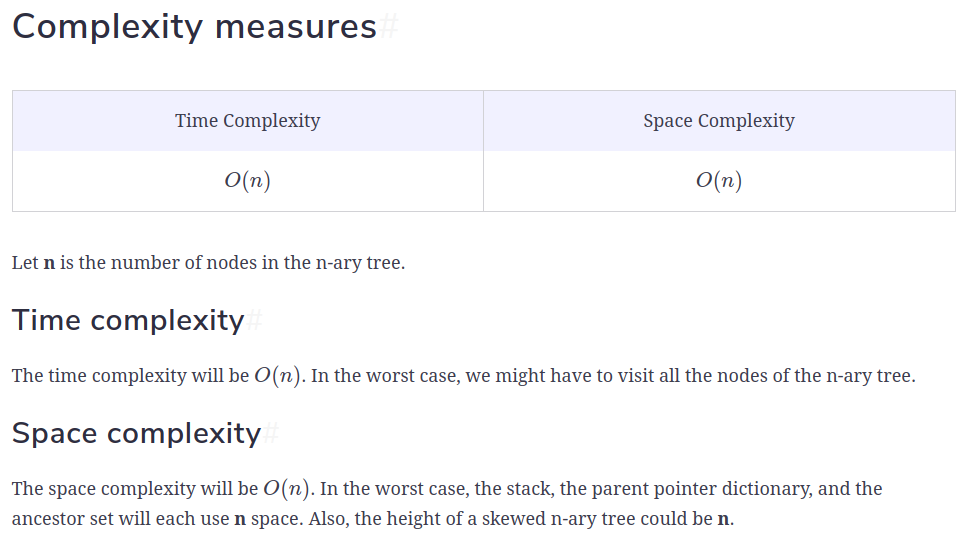 Complexity measures#
Time Complexity
Space Complexity
O(n)
O(n)
Let n is the number of nodes in the n-ary tree.
Time complexity#
The time complexity will be O(n). In the worst case, we might have to visit all the nodes of the n-ary tree.
Space complexity#
The space complexity will be O(n). In the worst case, the stack, the parent pointer dictionary, and the
ancestor set will each use n space. Also, the height of a skewed n-ary tree could be n.